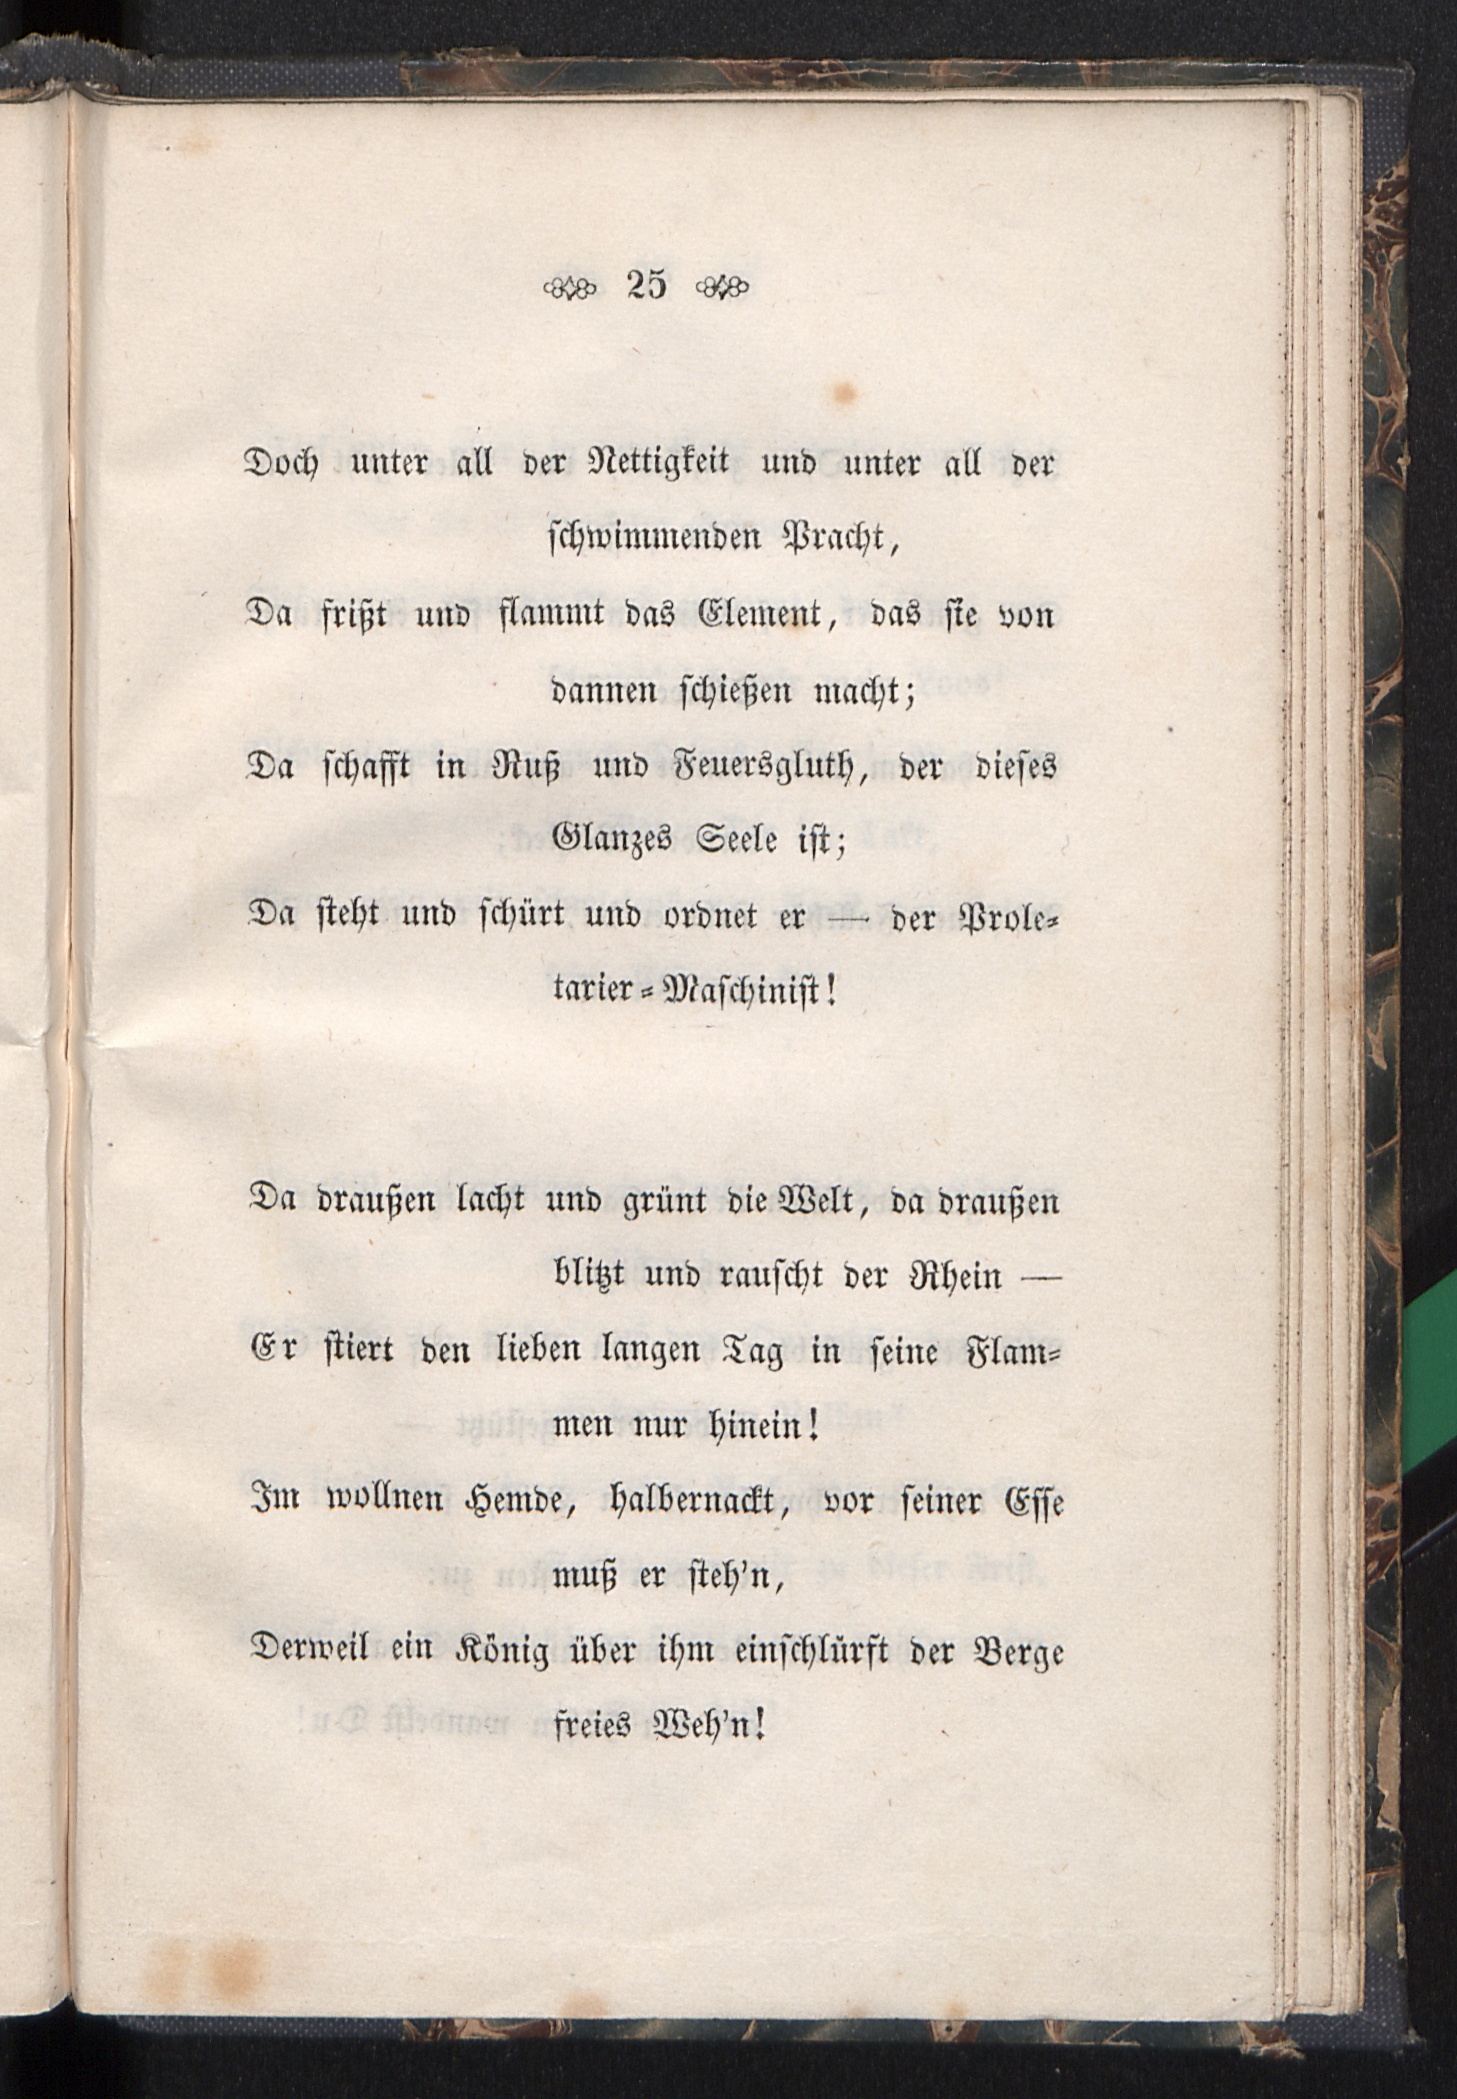 25
Doch unter all der Nettigkeit und unter all der
schwimmenden Pracht,
Da frißt und flammt das Element, das sie von
dannen schießen macht;
Da schafft in Ruß und Feuersgluth, der dieses
Glanzes Seele ist;
Da steht und schürt und ordnet er — der Prole-
tarier-Maschinist!
Da draußen lacht und grünt die Welt, da draußen
blitzt und rauscht der Rhein —
Er stiert den lieben langen Tag in seine Flam-
men nur hinein!
Im wollnen Hemde, halbernackt, vor seiner Esse
muß er steh'n,
Derweil ein König über ihm einschlürft der Berge
freies Weh'n!